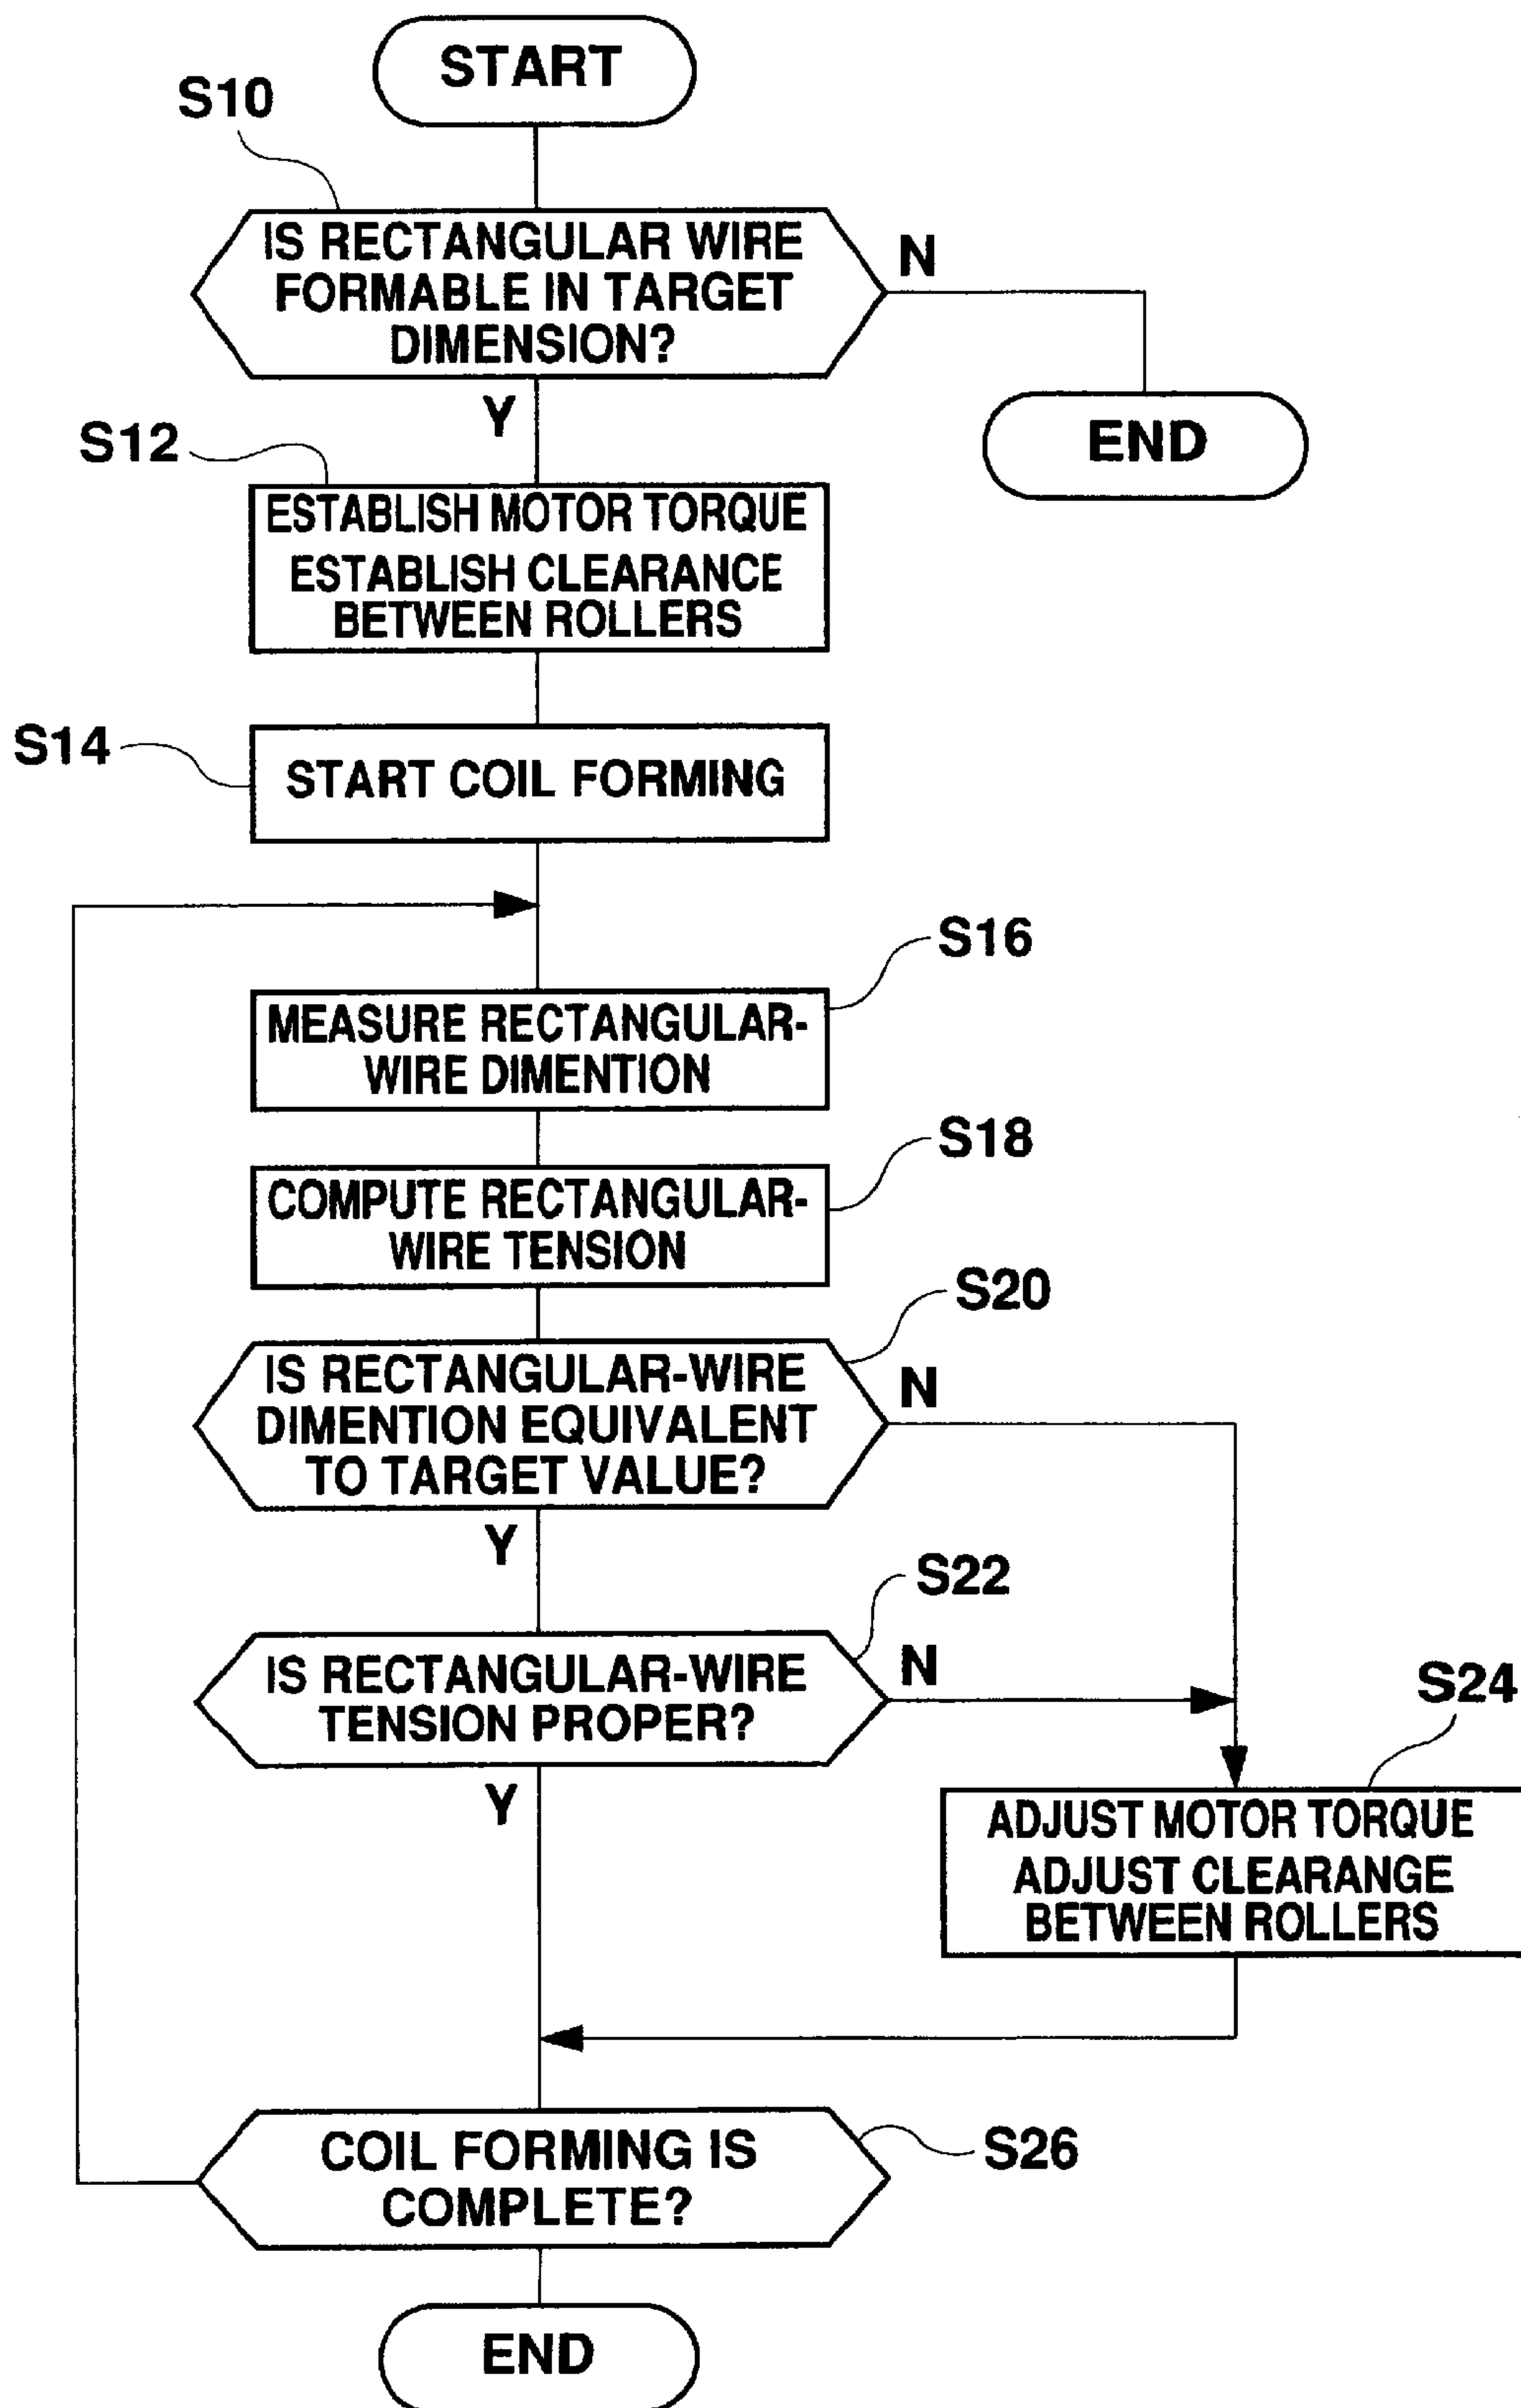 START
S10
IS RECTANGULAR WIRE
FORMABLE IN TARGET
DIMENSION?
N
END
Y
S12
ESTABLISH MOTOR TORQUE
ESTABLISH CLEARANCE
BETWEEN ROLLERS
S14
START COIL FORMING
S16
MEASURE RECTANGULAR-
WIRE DIMENTION
S18
COMPUTE RECTANGULAR-
WIRE TENSION
S20
IS RECTANGULAR-WIRE
DIMENTION EQUIVALENT
TO TARGET VALUE?
N
Y
S22
IS RECTANGULAR-WIRE
TENSION PROPER?
N
Y
S24
ADJUST MOTOR TORQUE
ADJUST CLEARANGE
BETWEEN ROLLERS
COIL FORMING IS
COMPLETE?
S26
END